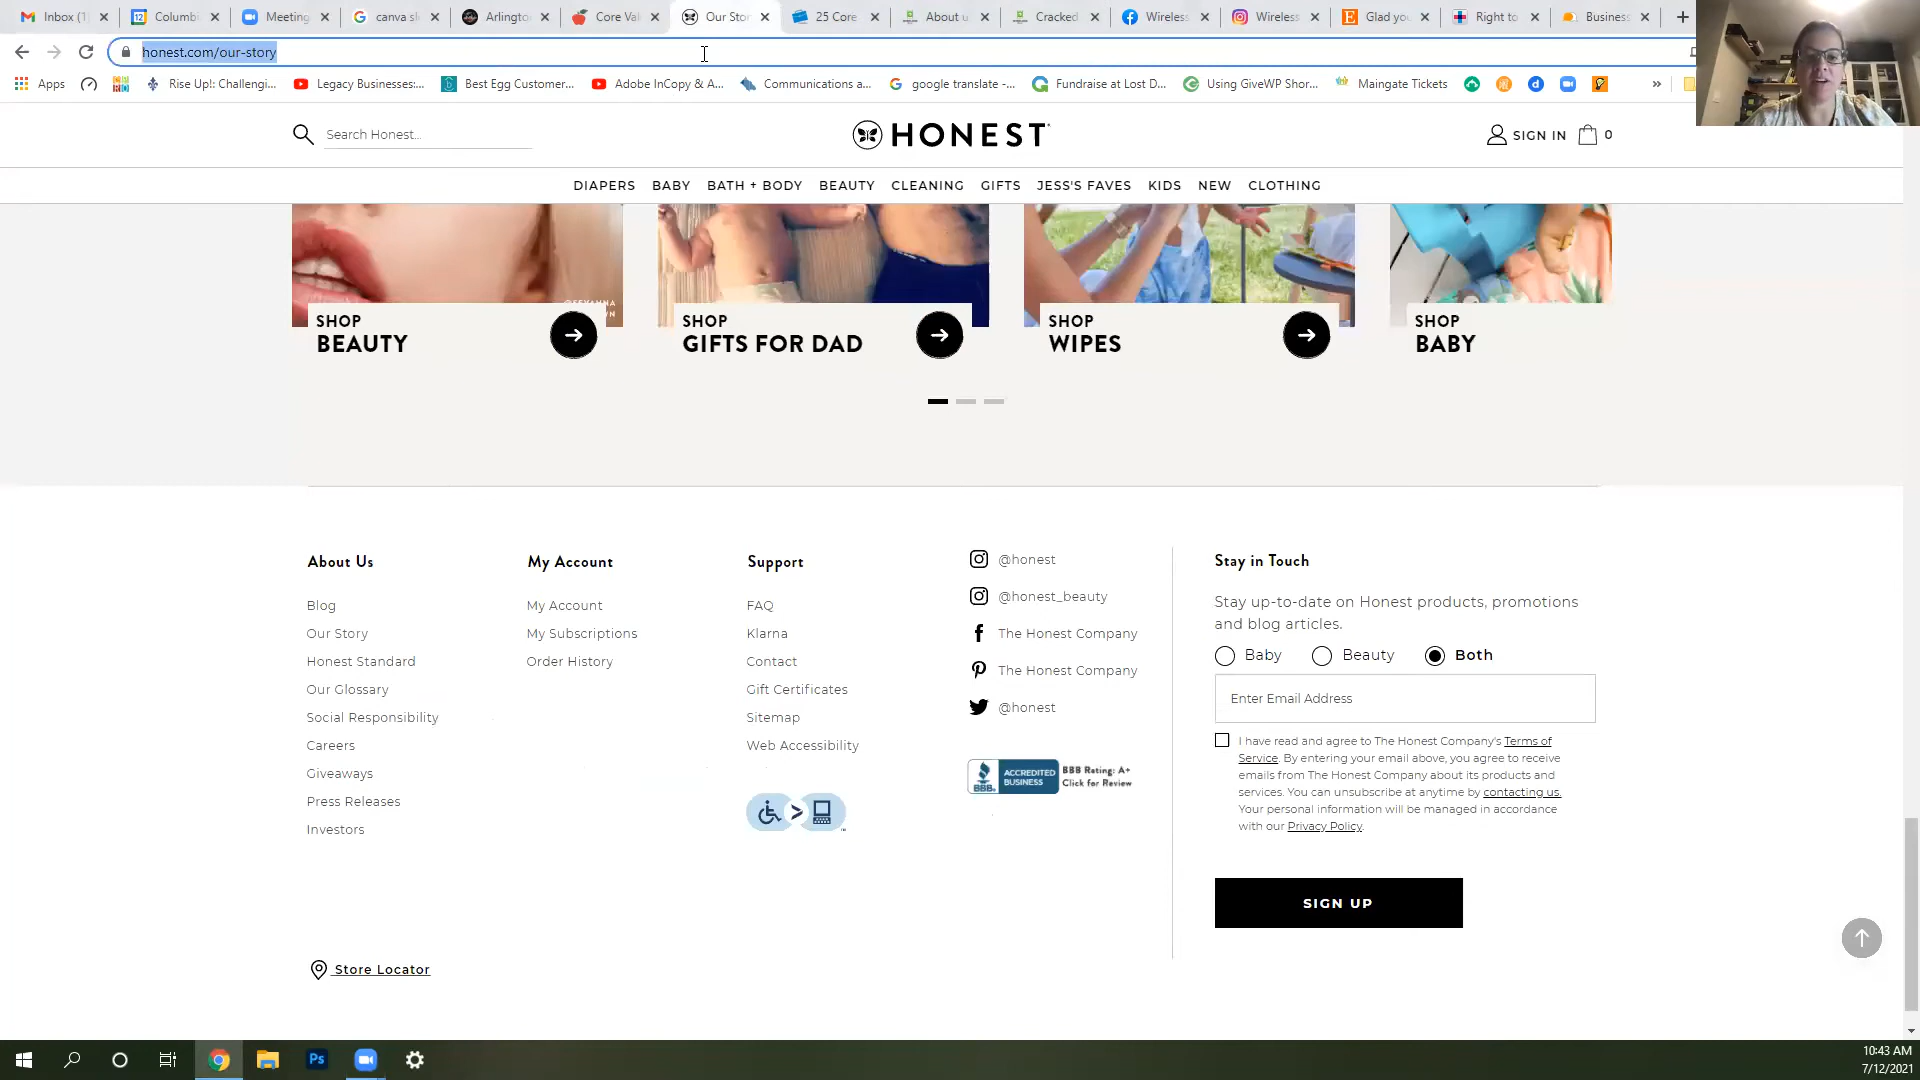 Inbox (1)
Columbi
Meeting
canva sl
Arlingto
Core Val
Our Stor
25 Core
About u
Cracked
Wireless
Wireless
Glad you
Right to
Business
honest.com/our-story
Apps
Rise Up!: Challengi...
Legacy Businesses:...
Best Egg Customer...
Adobe InCopy & A...
Communications a...
google translate -...
Fundraise at Lost D...
Using GiveWP Shor...
Maingate Tickets
»
Search Honest...
HONEST
SIGN IN
0
DIAPERS BABY BATH + BODY BEAUTY CLEANING GIFTS JESS'S FAVES KIDS NEW CLOTHING
SHOP
BEAUTY
SHOP
GIFTS FOR DAD
SHOP
WIPES
SHOP
BABY
About Us
Blog
Our Story
Honest Standard
Our Glossary
Social Responsibility
Careers
Giveaways
Press Releases
Investors
Store Locator
My Account
My Account
My Subscriptions
Order History
Support
FAQ
Klarna
Contact
Gift Certificates
Sitemap
Web Accessibility
@honest
@honest_beauty
The Honest Company
The Honest Company
@honest
BBB.
ACCREDITED
BUSINESS
BBB Rating: A+
Click for Review
Stay in Touch
Stay up-to-date on Honest products, promotions
and blog articles.
Baby Beauty Both
Enter Email Address
I have read and agree to The Honest Company's Terms of
Service. By entering your email above, you agree to receive
emails from The Honest Company about its products and
services. You can unsubscribe at anytime by contacting us.
Your personal information will be managed in accordance
with our Privacy Policy.
SIGN UP
Ps
10:43 AM
7/12/2021